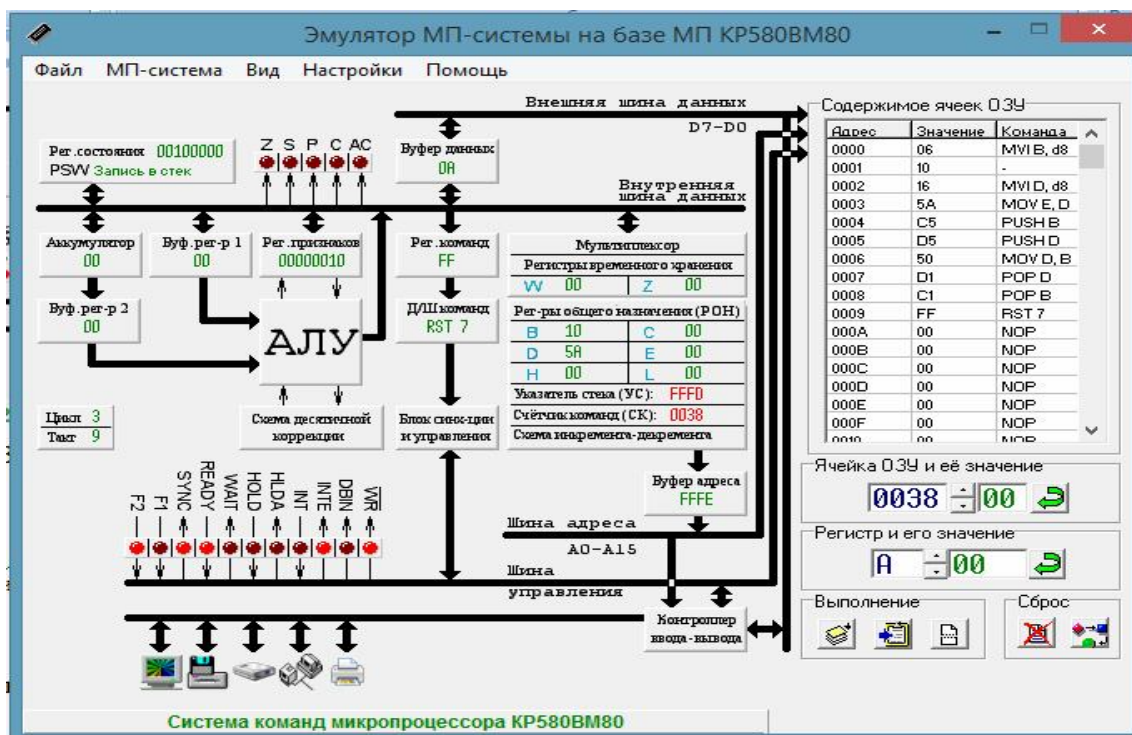 Эмулятор МП-системы на базе МП КР580ВМ80
Файл МП-система Вид Настройки Помощь
Внешняя шина данных
D7-D0
Рег.состояния 00100000
PSW Запись в стек
Z S P C AC
Буфер данных
0A
Внутренняя
шина данных
Аккумулятор
00
Буф.рег-р 1
00
Рег.признаков
00000010
Рег.команд
FF
Мультиплексор
Регистры временного хранения
W 00 Z 00
Буф.рег-р 2
00
АЛУ
Д/Ш команд
RST 7
Рег-ры общего назначения (РОН)
B 10 C 00
D 5A E 00
H 00 L 00
Указатель стека (УС): FFFD
Счётчик команд (СК): 0038
Схема инкремента-декремента
Цикл 3
Такт 9
Схема десятичной
коррекции
Блок синх-ции
и управления
Буфер адреса
FFFE
F2 F1 SYNC READY WAIT HOLD HLDA INT INTE DBIN WR
Шина адреса
A0-A15
Шина
управления
Контроллер
ввода-вывода
Содержимое ячеек ОЗУ
Адрес Значение Команда
0000 06 MVI B, d8
0001 10 -
0002 16 MVI D, d8
0003 5A MOV E, D
0004 C5 PUSH B
0005 D5 PUSH D
0006 50 MOV D, B
0007 D1 POP D
0008 C1 POP B
0009 FF RST 7
000A 00 NOP
000B 00 NOP
000C 00 NOP
000D 00 NOP
000E 00 NOP
000F 00 NOP
0010 00 NOP
Ячейка ОЗУ и её значение
0038 00
Регистр и его значение
A 00
Выполнение
Сброс
Система команд микропроцессора КР580ВМ80